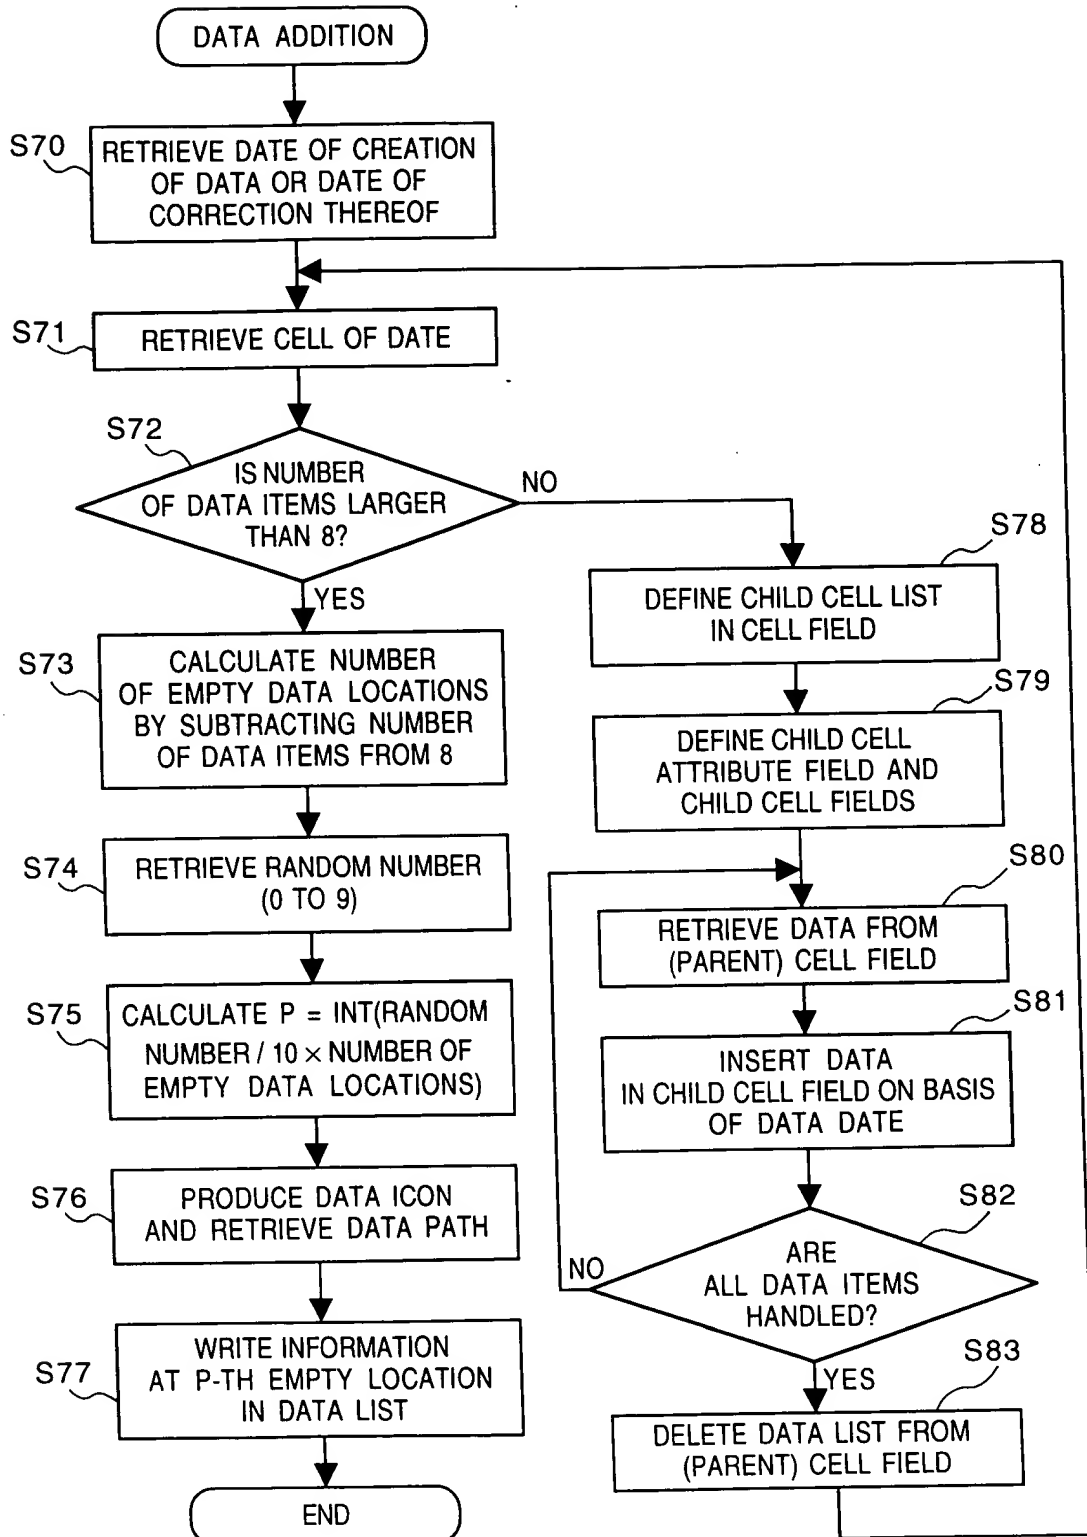 DATA ADDITION
S70
RETRIEVE DATE OF CREATION
OF DATA OR DATE OF
CORRECTION THEREOF
S71
RETRIEVE CELL OF DATE
S72
IS NUMBER
OF DATA ITEMS LARGER
THAN 8?
NO
YES
S73
CALCULATE NUMBER
OF EMPTY DATA LOCATIONS
BY SUBTRACTING NUMBER
OF DATA ITEMS FROM 8
S74
RETRIEVE RANDOM NUMBER
(0 TO 9)
S75
CALCULATE P = INT(RANDOM
NUMBER / 10 × NUMBER OF
EMPTY DATA LOCATIONS)
S76
PRODUCE DATA ICON
AND RETRIEVE DATA PATH
S77
WRITE INFORMATION
AT P-TH EMPTY LOCATION
IN DATA LIST
END
S78
DEFINE CHILD CELL LIST
IN CELL FIELD
S79
DEFINE CHILD CELL
ATTRIBUTE FIELD AND
CHILD CELL FIELDS
S80
RETRIEVE DATA FROM
(PARENT) CELL FIELD
S81
INSERT DATA
IN CHILD CELL FIELD ON BASIS
OF DATA DATE
S82
ARE
ALL DATA ITEMS
HANDLED?
NO
YES
S83
DELETE DATA LIST FROM
(PARENT) CELL FIELD